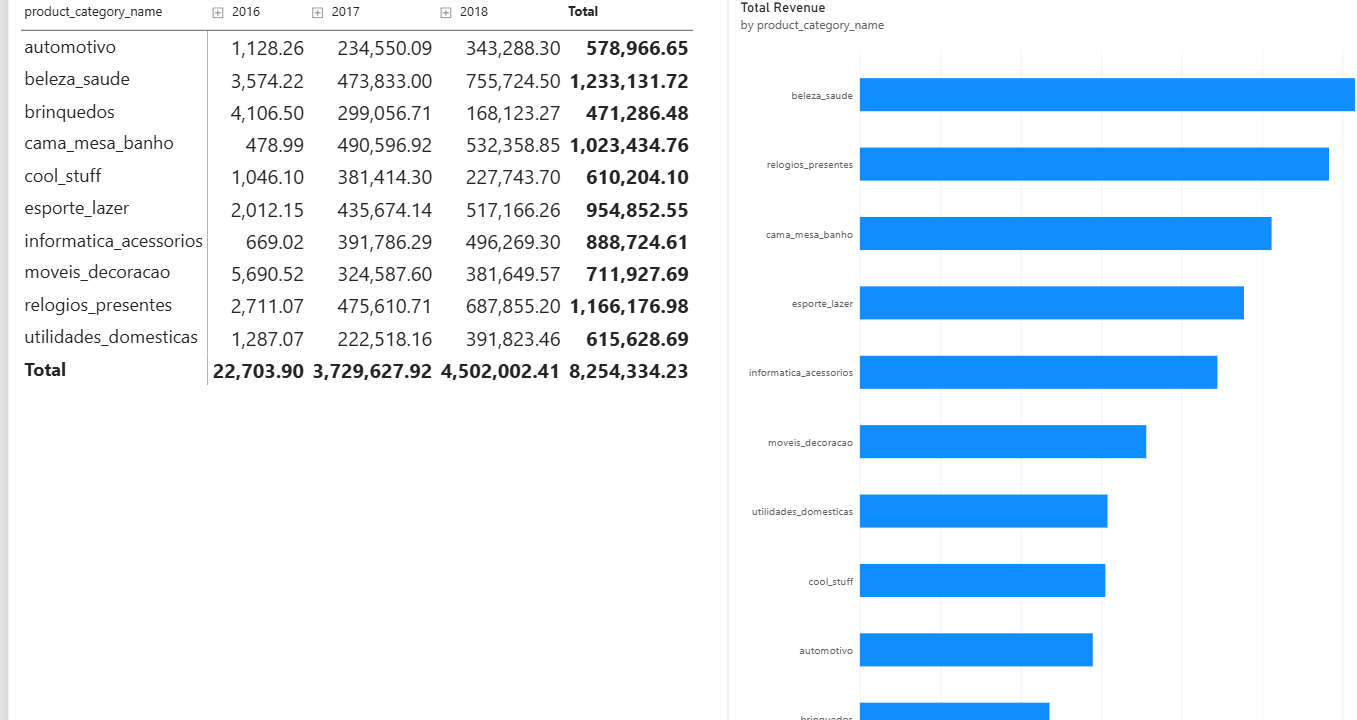 product_category_name 2016 2017 2018 Total
automotivo 1,128.26 234,550.09 343,288.30 578,966.65
beleza_saude 3,574.22 473,833.00 755,724.50 1,233,131.72
brinquedos 4,106.50 299,056.71 168,123.27 471,286.48
cama_mesa_banho 478.99 490,596.92 532,358.85 1,023,434.76
cool_stuff 1,046.10 381,414.30 227,743.70 610,204.10
esporte_lazer 2,012.15 435,674.14 517,166.26 954,852.55
informatica_acessorios 669.02 391,786.29 496,269.30 888,724.61
moveis_decoracao 5,690.52 324,587.60 381,649.57 711,927.69
relogios_presentes 2,711.07 475,610.71 687,855.20 1,166,176.98
utilidades_domesticas 1,287.07 222,518.16 391,823.46 615,628.69
Total 22,703.90 3,729,627.92 4,502,002.41 8,254,334.23
Total Revenue
by product_category_name
beleza_saude
relogios_presentes
cama_mesa_banho
esporte_lazer
informatica_acessorios
moveis_decoracao
utilidades_domesticas
cool_stuff
automotivo
brinquedos